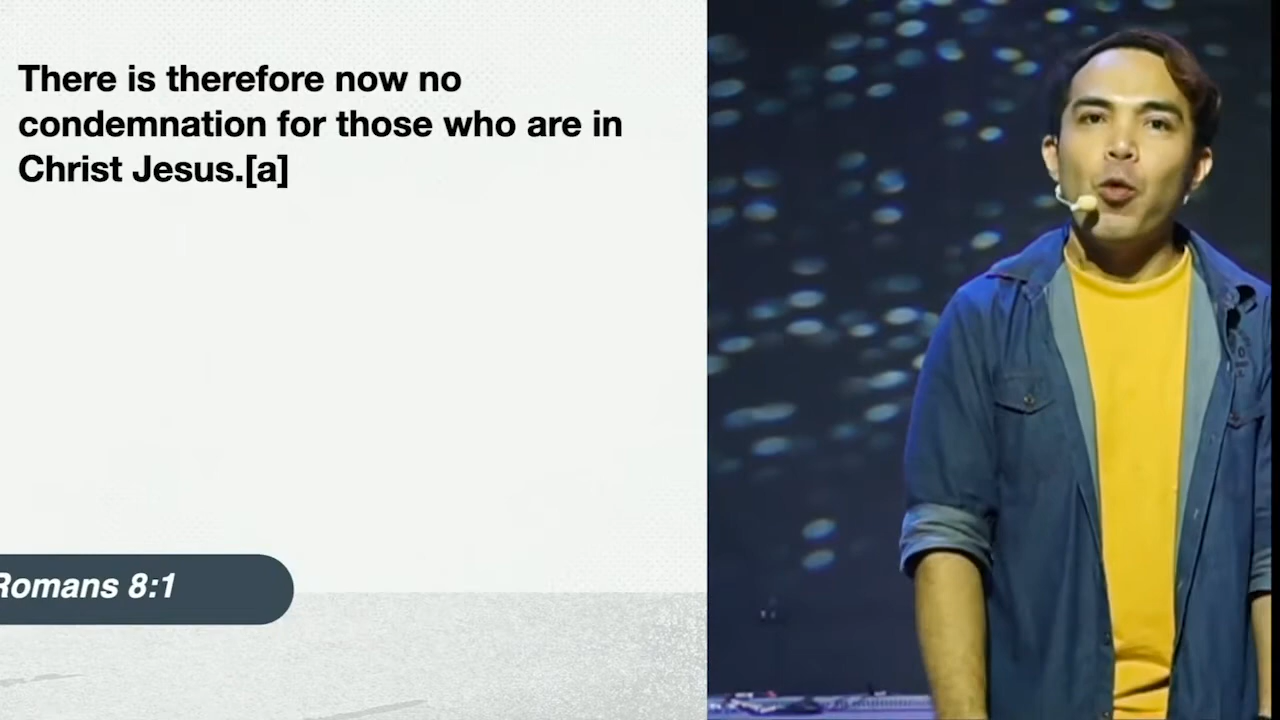 There is therefore now no
condemnation for those who are in
Christ Jesus.[a]
Romans 8:1